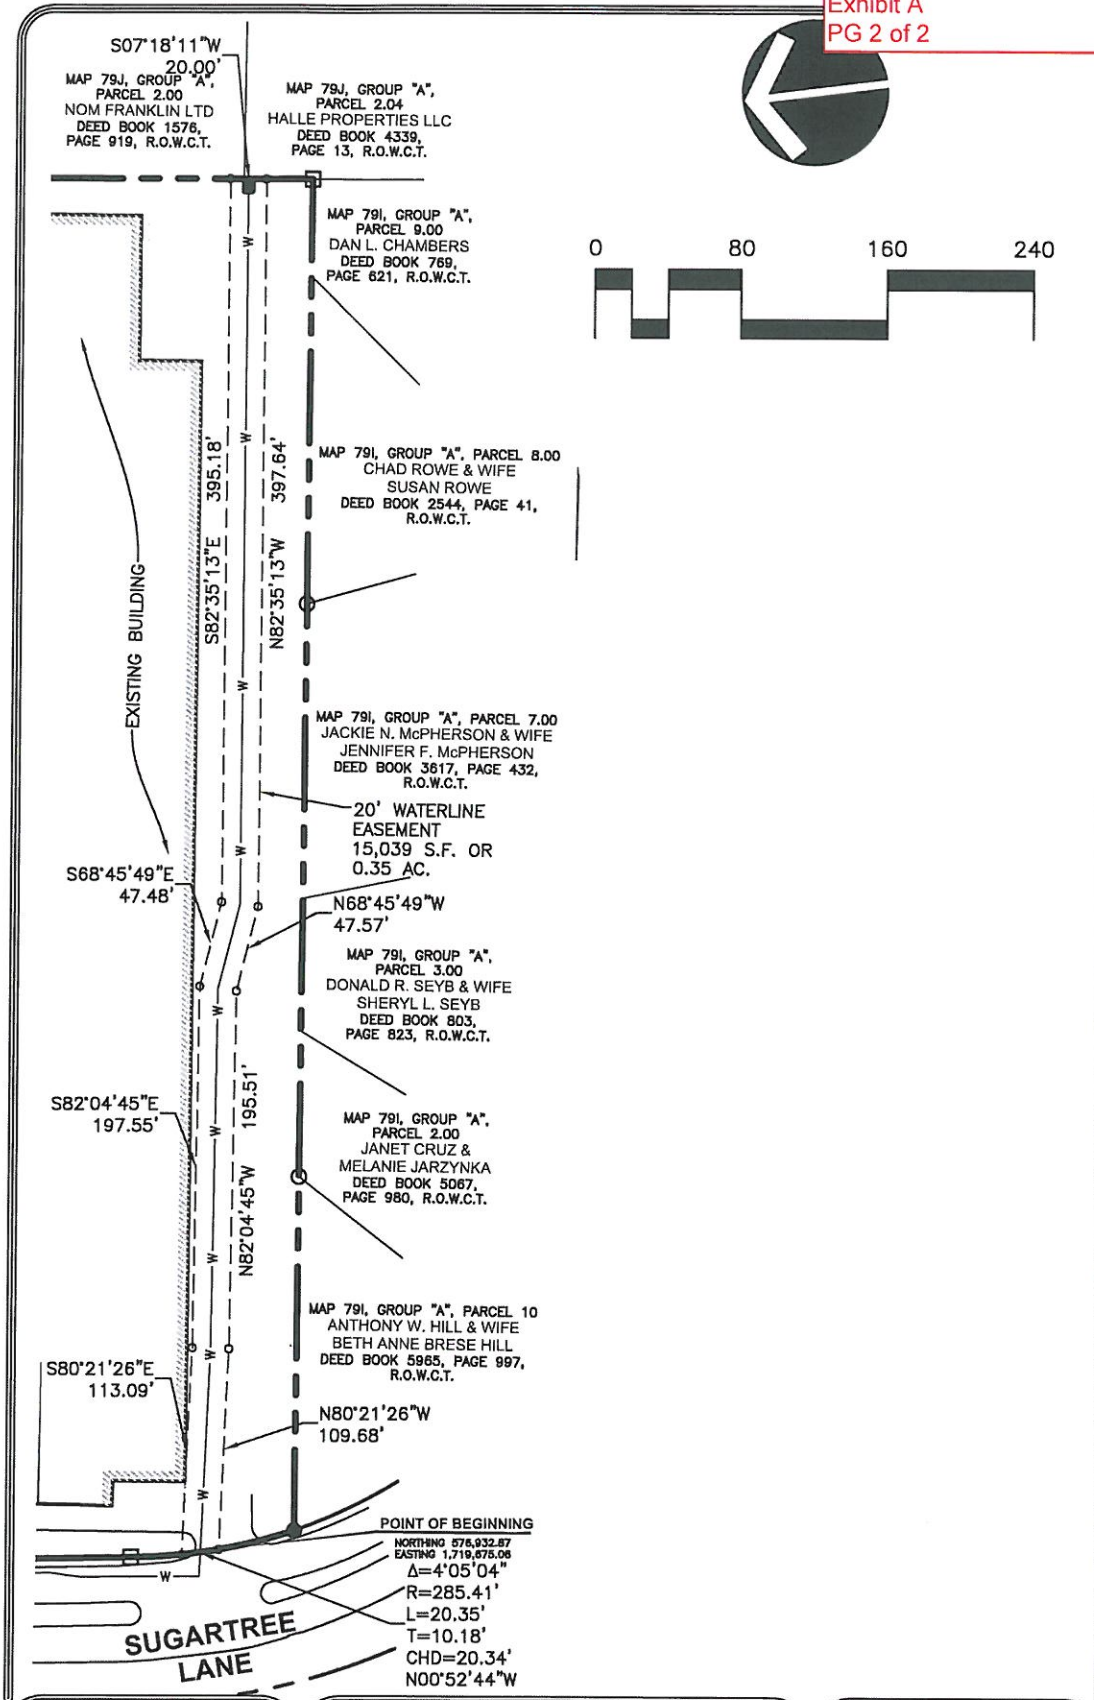 Exhibit A
PG 2 of 2
S07°18'11"W
20.00'
MAP 79J, GROUP "A",
PARCEL 2.00
NOM FRANKLIN LTD
DEED BOOK 1576,
PAGE 919, R.O.W.C.T.
MAP 79J, GROUP "A",
PARCEL 2.04
HALLE PROPERTIES LLC
DEED BOOK 4339,
PAGE 13, R.O.W.C.T.
MAP 79I, GROUP "A",
PARCEL 9.00
DAN L. CHAMBERS
DEED BOOK 769,
PAGE 621, R.O.W.C.T.
0 80 160 240
W
MAP 79I, GROUP "A", PARCEL 8.00
CHAD ROWE & WIFE
SUSAN ROWE
DEED BOOK 2544, PAGE 41,
R.O.W.C.T.
W
S82°35'13"E 395.18'
N82°35'13"W 397.64'
EXISTING BUILDING
W
MAP 79I, GROUP "A", PARCEL 7.00
JACKIE N. McPHERSON & WIFE
JENNIFER F. McPHERSON
DEED BOOK 3617, PAGE 432,
R.O.W.C.T.
20' WATERLINE
EASEMENT
15,039 S.F. OR
0.35 AC.
W
S68°45'49"E
47.48'
N68°45'49"W
47.57'
MAP 79I, GROUP "A",
PARCEL 3.00
DONALD R. SEYB & WIFE
SHERYL L. SEYB
DEED BOOK 803,
PAGE 823, R.O.W.C.T.
W
S82°04'45"E
197.55'
N82°04'45"W 195.51'
W
MAP 79I, GROUP "A",
PARCEL 2.00
JANET CRUZ &
MELANIE JARZYNKA
DEED BOOK 5067,
PAGE 980, R.O.W.C.T.
W
MAP 79I, GROUP "A", PARCEL 10
ANTHONY W. HILL & WIFE
BETH ANNE BRESE HILL
DEED BOOK 5965, PAGE 997,
R.O.W.C.T.
W
S80°21'26"E
113.09'
N80°21'26"W
109.68'
W
POINT OF BEGINNING
NORTHING 576,932.87
EASTING 1,719,675.06
Δ=4°05'04"
R=285.41'
L=20.35'
T=10.18'
CHD=20.34'
N00°52'44"W
W
SUGARTREE
LANE